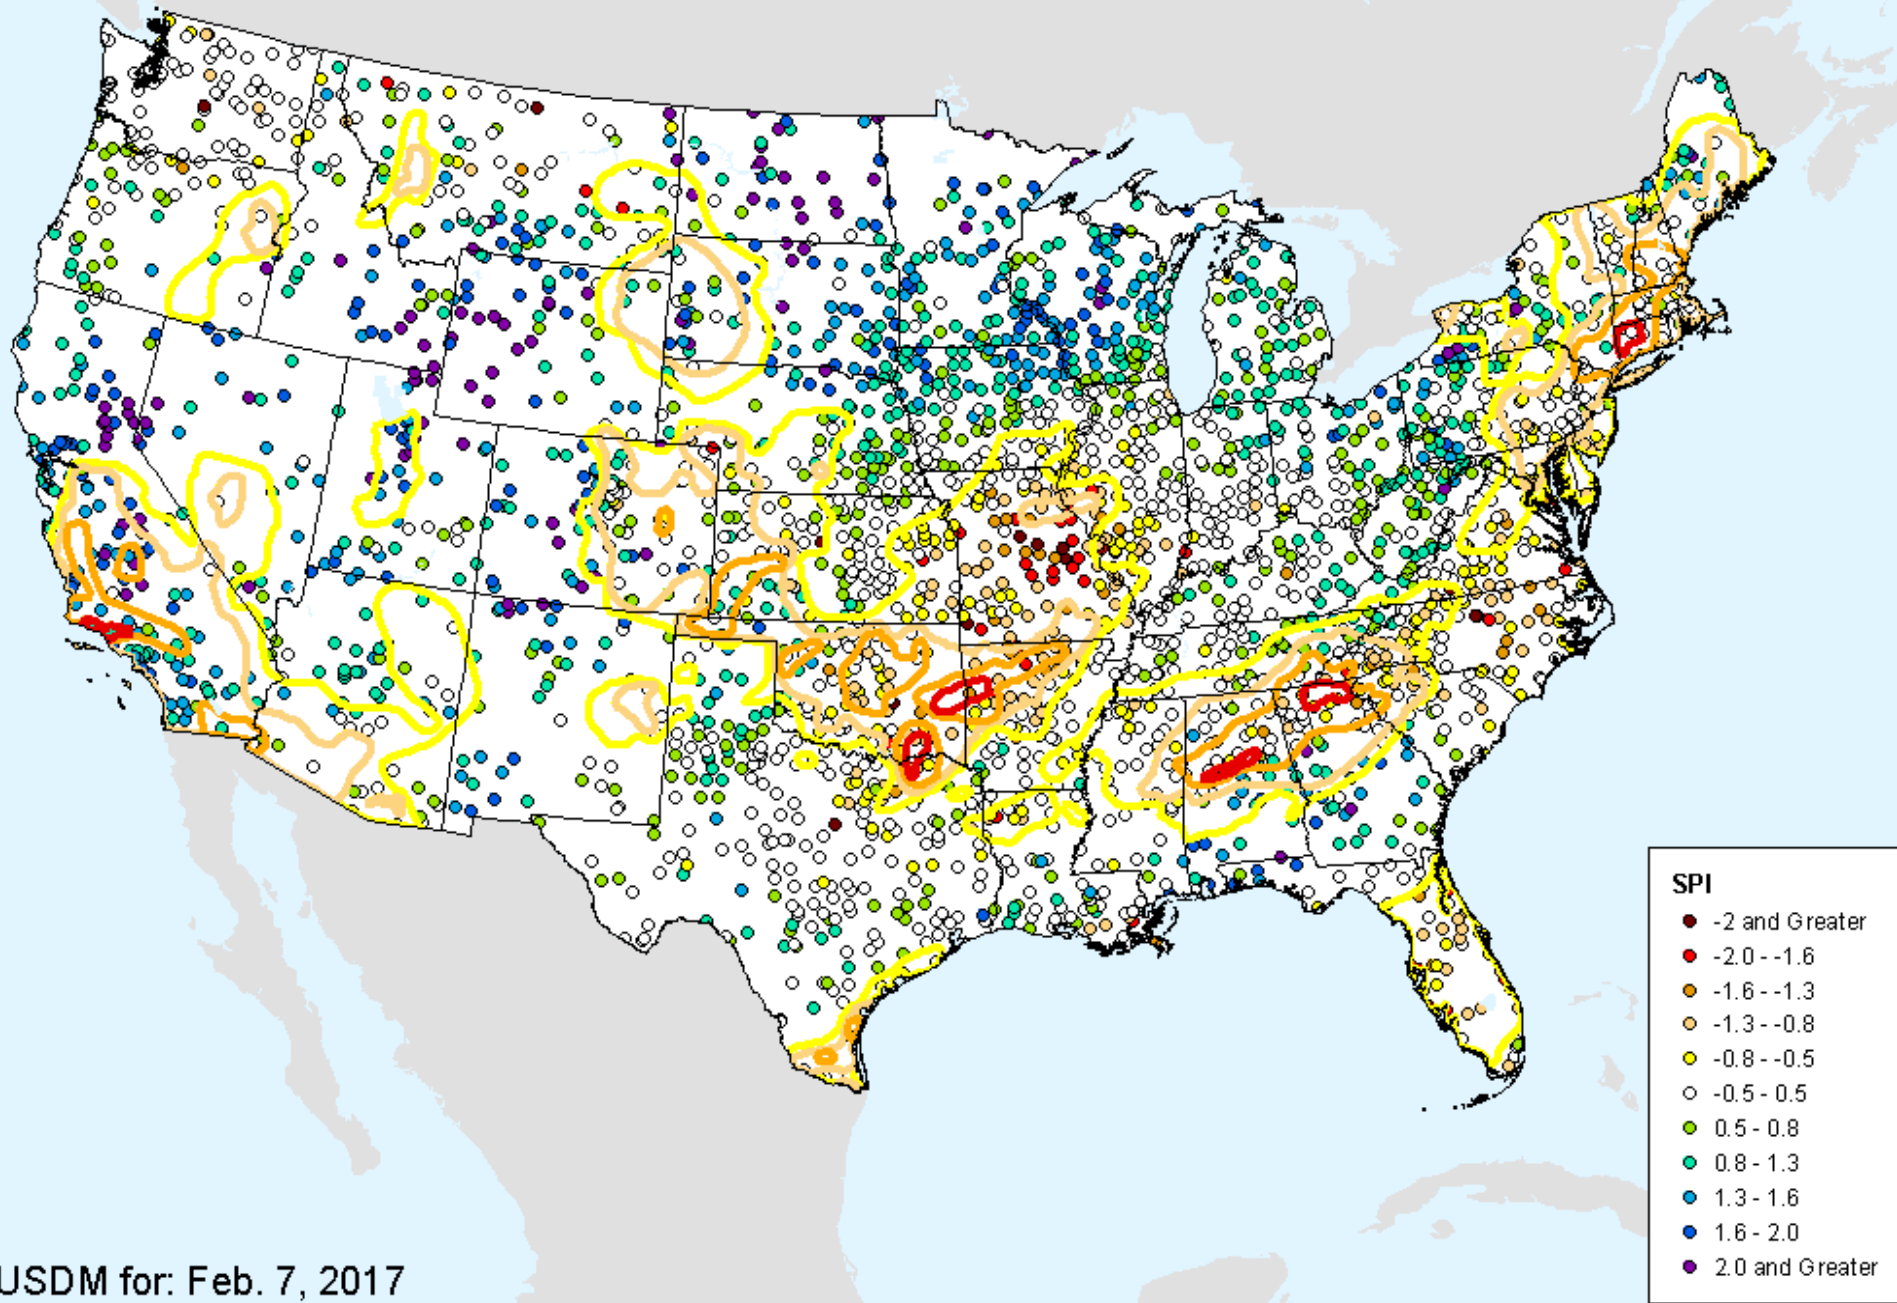 SPI
-2 and Greater
-2.0 - -1.6
-1.6 - -1.3
-1.3 - -0.8
-0.8 - -0.5
-0.5 - 0.5
0.5 - 0.8
0.8 - 1.3
1.3 - 1.6
1.6 - 2.0
2.0 and Greater
USDM for: Feb. 7, 2017